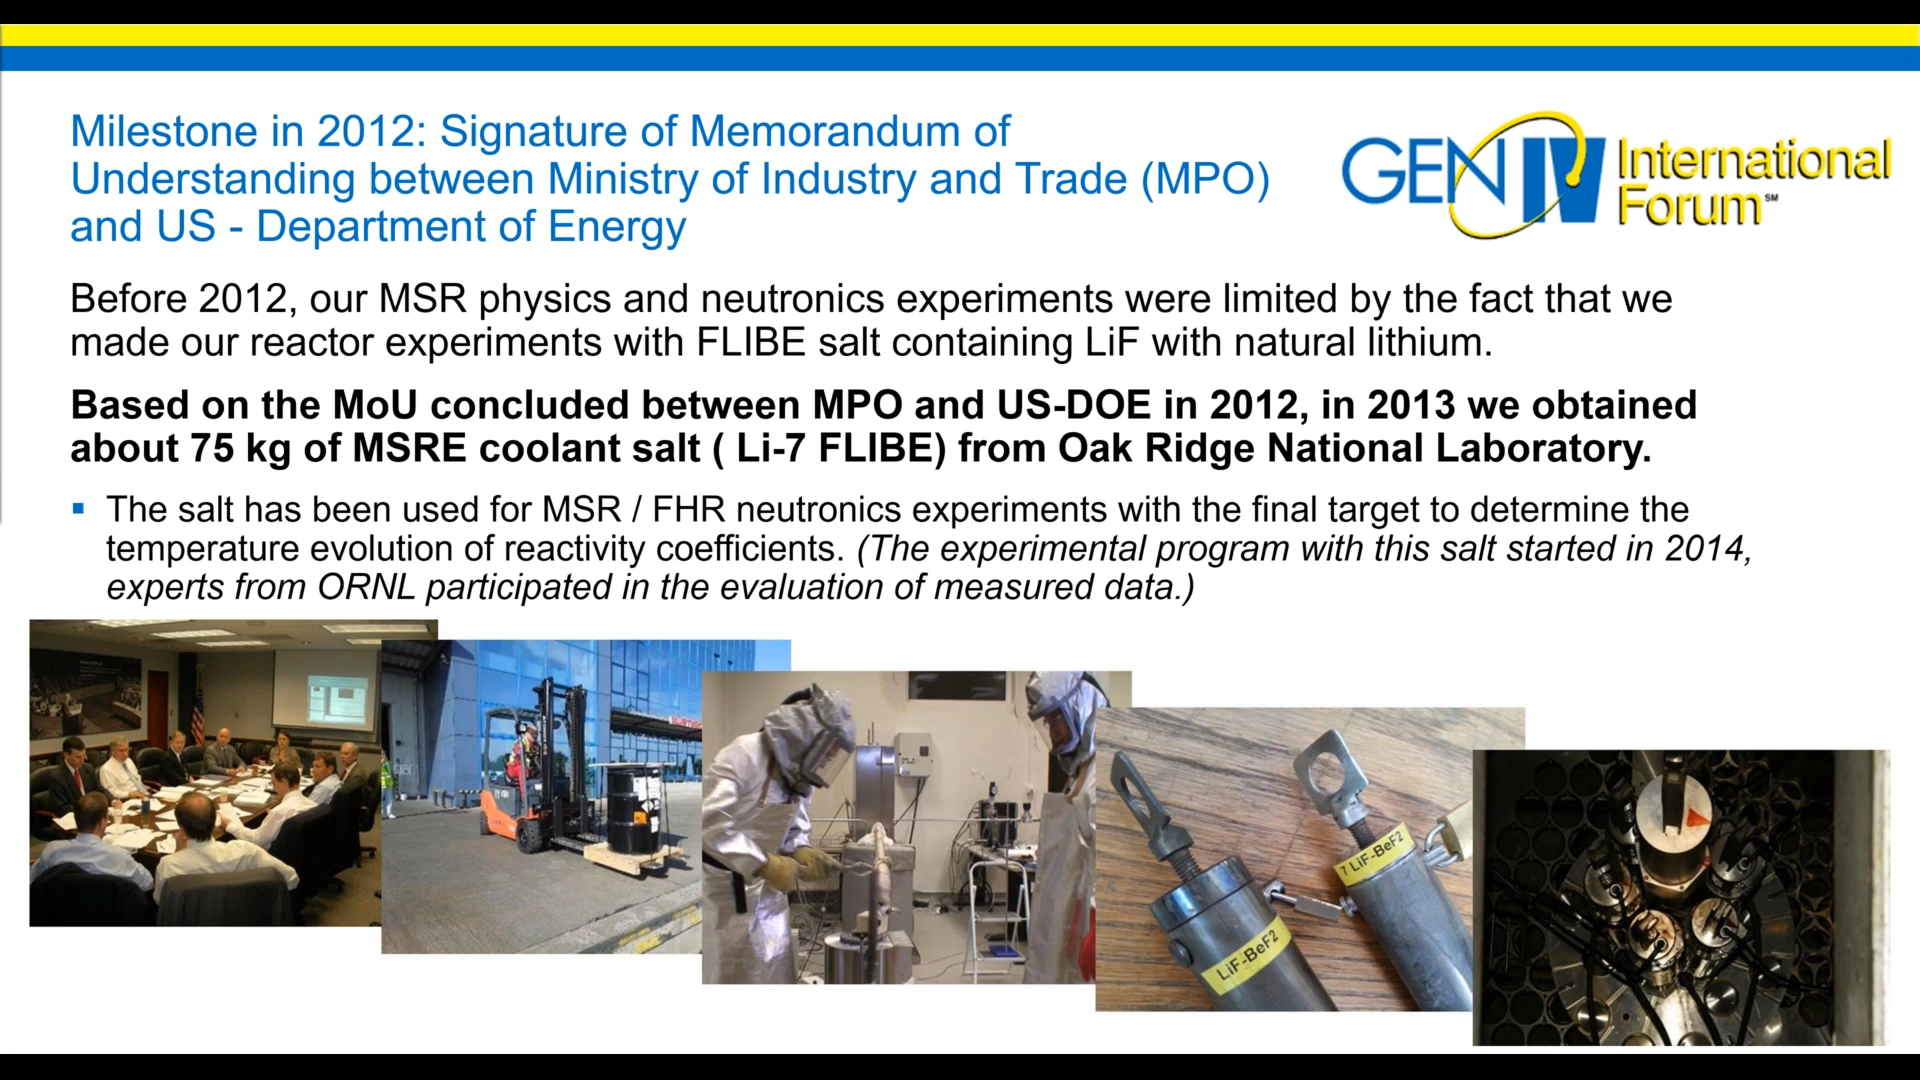 Milestone in 2012: Signature of Memorandum of
Understanding between Ministry of Industry and Trade (MPO)
and US - Department of Energy
GEN IV International
Forum SM
Before 2012, our MSR physics and neutronics experiments were limited by the fact that we
made our reactor experiments with FLIBE salt containing LiF with natural lithium.
Based on the MoU concluded between MPO and US-DOE in 2012, in 2013 we obtained
about 75 kg of MSRE coolant salt ( Li-7 FLIBE) from Oak Ridge National Laboratory.
▪ The salt has been used for MSR / FHR neutronics experiments with the final target to determine the
temperature evolution of reactivity coefficients. (The experimental program with this salt started in 2014,
experts from ORNL participated in the evaluation of measured data.)
LiF-BeF2
7 LiF-BeF2